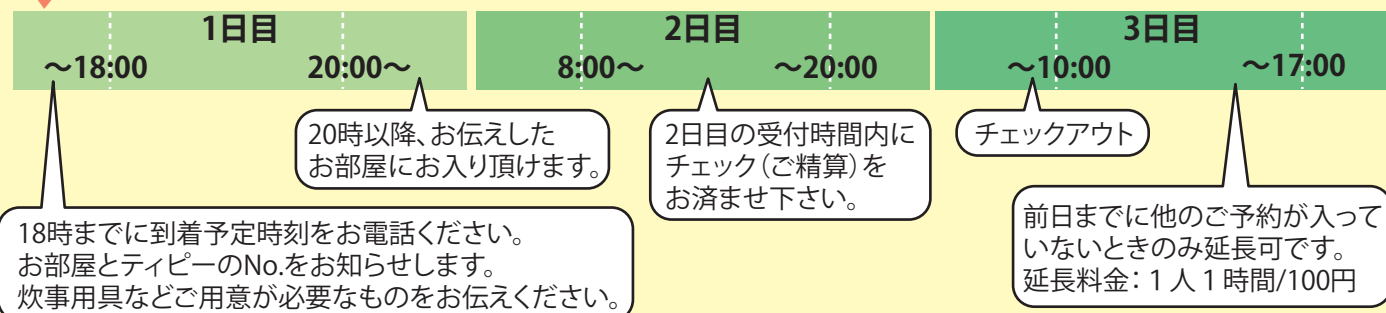 1日目
2日目
3日目
～18:00
20:00～
8:00～
～20:00
～10:00
～17:00
20時以降、お伝えした
お部屋にお入り頂けます。
2日目の受付時間内に
チェック（ご精算）を
お済ませ下さい。
チェックアウト
18時までに到着予定時刻をお電話ください。
お部屋とティピーのNo.をお知らせします。
炊事用具などご用意が必要なものをお伝えください。
前日までに他のご予約が入って
いないときのみ延長可です。
延長料金：１人１時間/100円